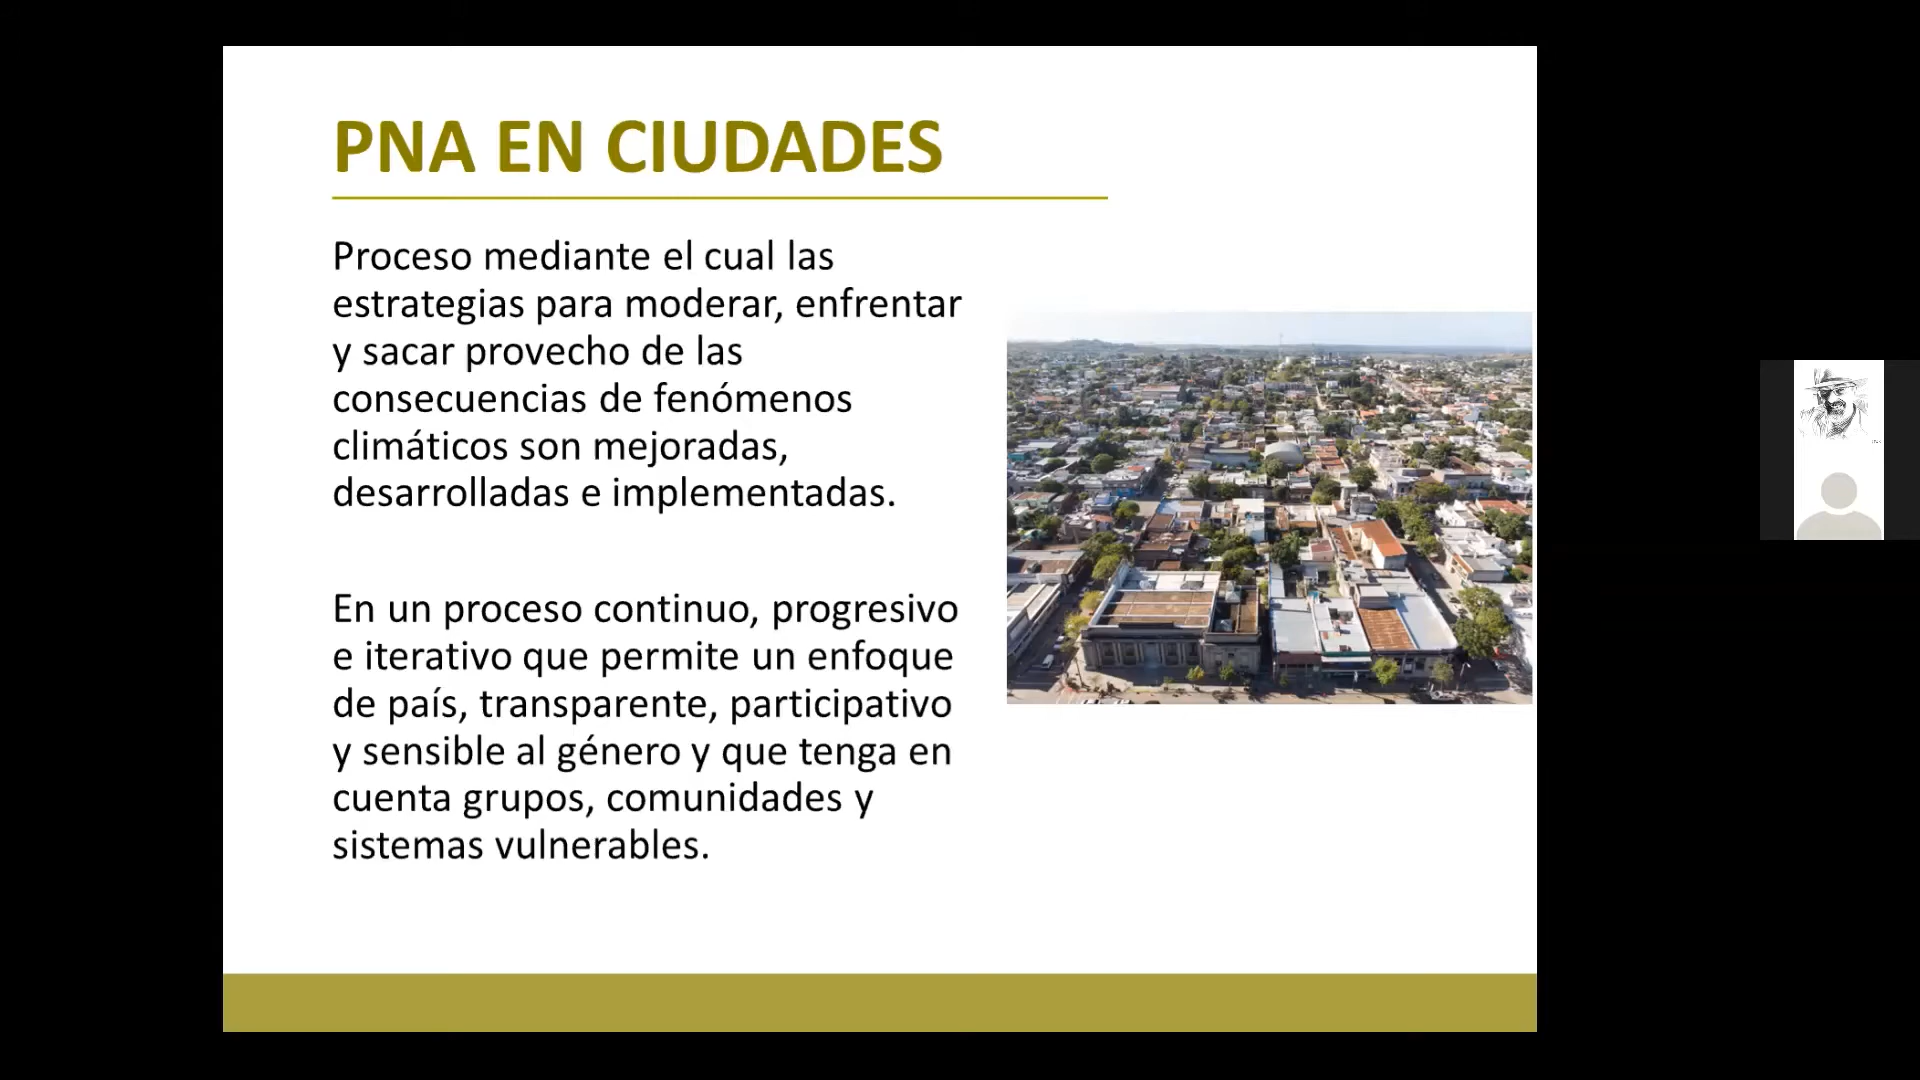 PNA EN CIUDADES
Proceso mediante el cual las
estrategias para moderar, enfrentar
y sacar provecho de las
consecuencias de fenómenos
climáticos son mejoradas,
desarrolladas e implementadas.
En un proceso continuo, progresivo
e iterativo que permite un enfoque
de país, transparente, participativo
y sensible al género y que tenga en
cuenta grupos, comunidades y
sistemas vulnerables.